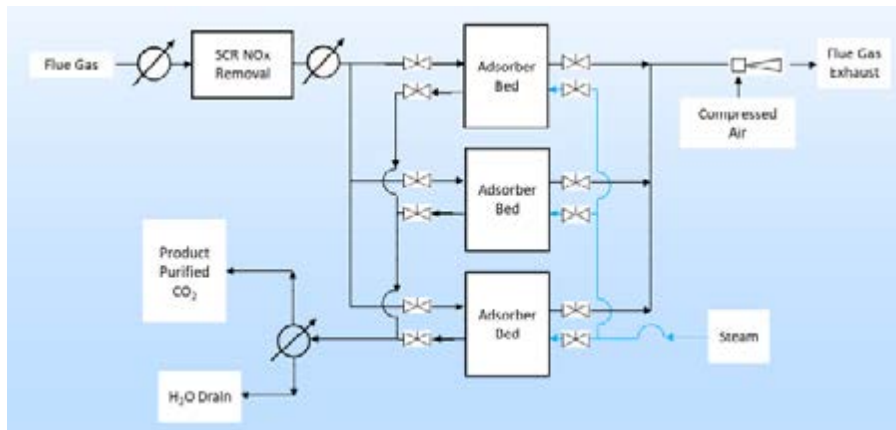 Flue Gas
SCR NOx
Removal
Adsorber
Bed
Flue Gas
Exhaust
Compressed
Air
Adsorber
Bed
Product
Purified
CO₂
Adsorber
Bed
Steam
H₂O Drain